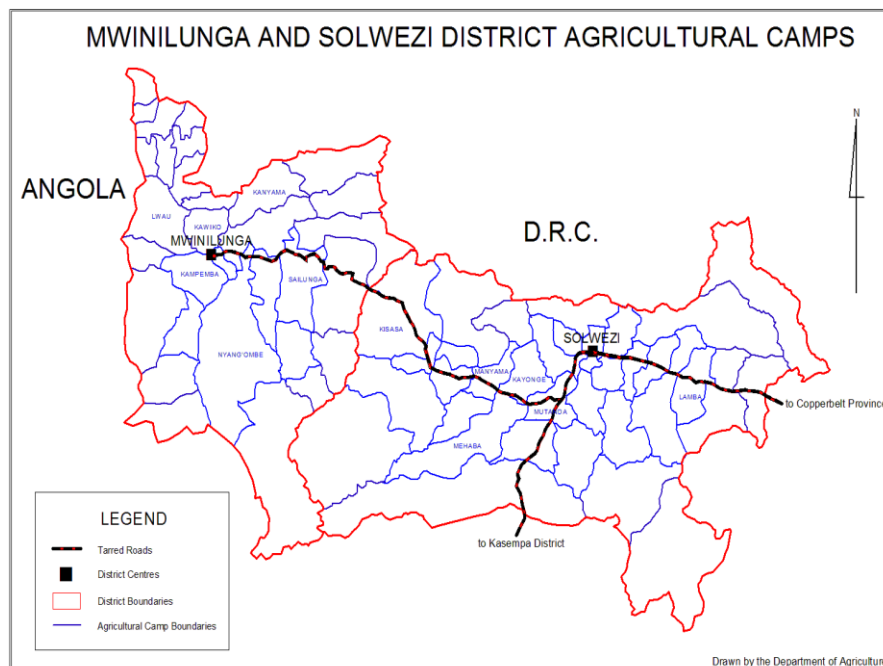 MWINILUNGA AND SOLWEZI DISTRICT AGRICULTURAL CAMPS
N
ANGOLA
KANYAMA
LWAU
KAWIKO
D.R.C.
MWINILUNGA
KAMPEMBA
SAILUNGA
KIBASA
SOLWEZI
NYANG'OMBE
MANYAMA
KAYONGE
LAMBA
to Copperbelt Province
MUTANDA
MEHABA
to Kasempa District
LEGEND
Tarred Roads
District Centres
District Boundaries
Agricultural Camp Boundaries
Drawn by the Department of Agriculture